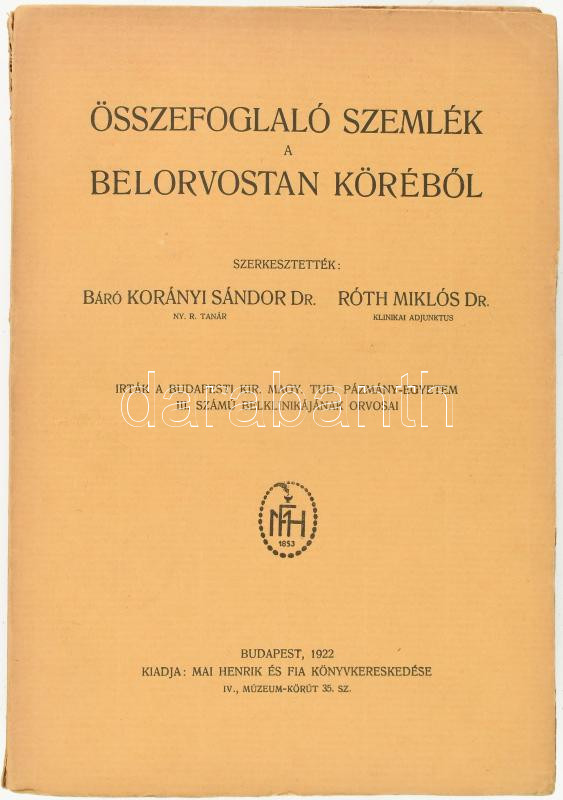 ÖSSZEFOGLALÓ SZEMLÉK
A
BELORVOSTAN KÖRÉBŐL
SZERKESZTETTÉK:
BÁRÓ KORÁNYI SÁNDOR DR. RÓTH MIKLÓS DR.
NY. R. TANÁR KLINIKAI ADJUNKTUS
IRTÁK A BUDAPESTI KIR. MAGY. TUD. PÁZMÁNY-EGYETEM
III. SZÁMÚ BELKLINIKÁJÁNAK ORVOSAI
darabanth
MFH
1853
BUDAPEST, 1922
KIADJA: MAI HENRIK ÉS FIA KÖNYVKERESKEDÉSE
IV., MÚZEUM-KÖRÚT 35. SZ.